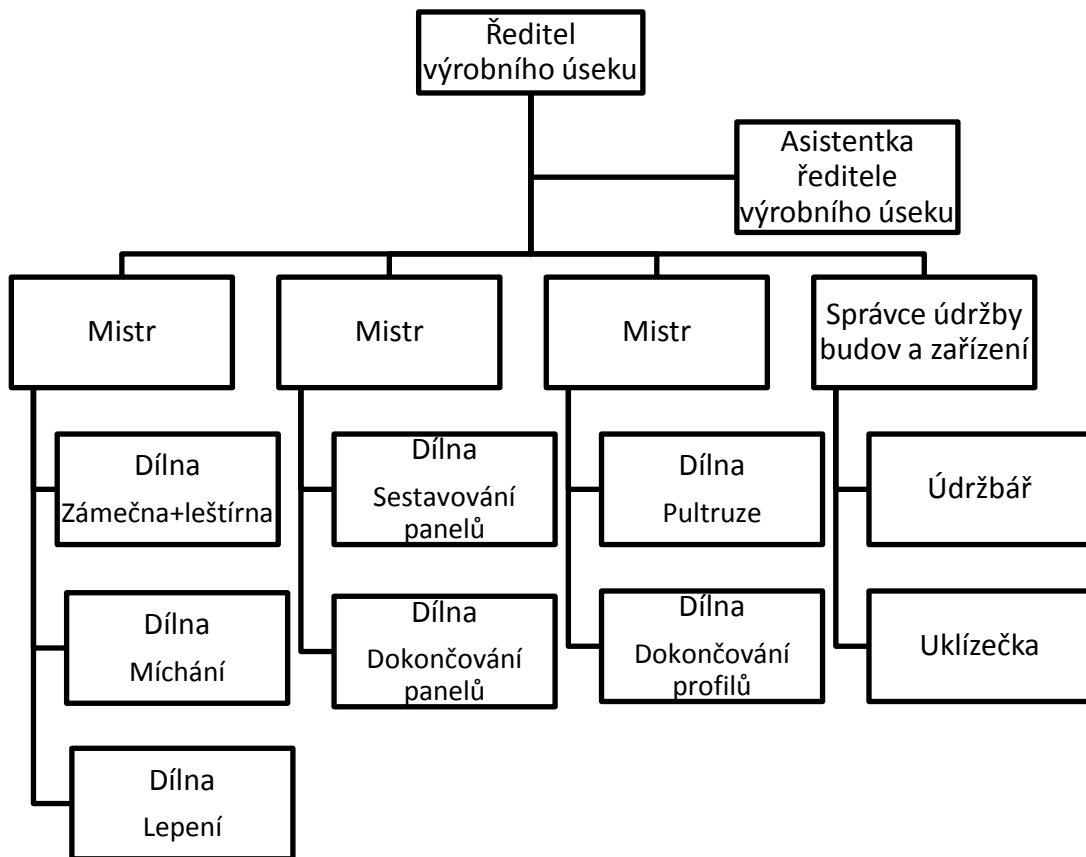 Ředitel
výrobního úseku
Asistentka
ředitele
výrobního úseku
Mistr
Mistr
Mistr
Správce údržby
budov a zařízení
Dílna
Zámečna+leštírna
Dílna
Míchání
Dílna
Lepení
Dílna
Sestavování
panelů
Dílna
Dokončování
panelů
Dílna
Pultruze
Dílna
Dokončování
profilů
Údržbář
Uklízečka